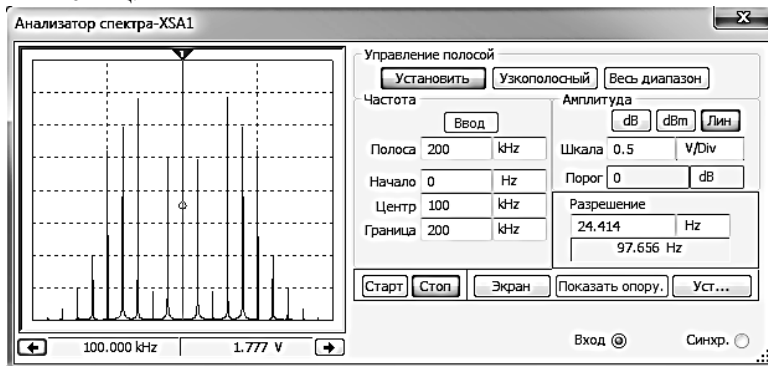 Анализатор спектра-XSA1
x
1
Управление полосой
Установить Узкополосный Весь диапазон
Частота
Ввод
Полоса 200 kHz
Начало 0 Hz
Центр 100 kHz
Граница 200 kHz
Амплитуда
dB dBm Лин
Шкала 0.5 V/Div
Порог 0 dB
Разрешение
24.414 Hz
97.656 Hz
Старт Стоп Экран Показать опору. Уст...
100.000 kHz 1.777 V
Вход Синхр.